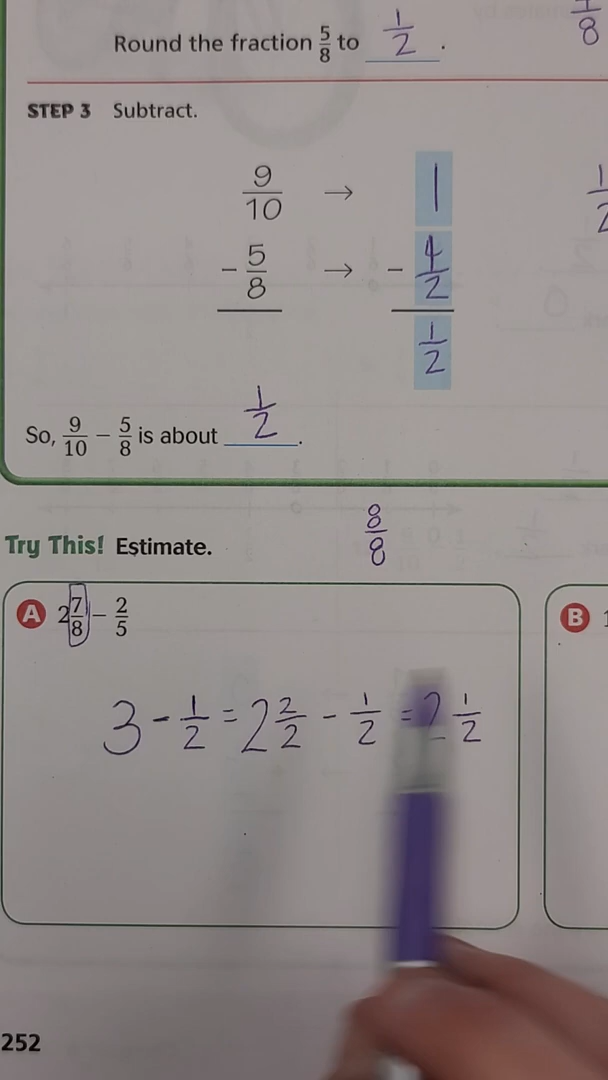 Round the fraction 5/8 to 1/2.
STEP 3 Subtract.
9/10 → 1
- 5/8 → - 1/2
1/2
So, 9/10 − 5/8 is about 1/2.
8/8
Try This! Estimate.
A 2 7/8 − 2/5
B
3 - 1/2 = 2 2/2 - 1/2 = 2 1/2
252